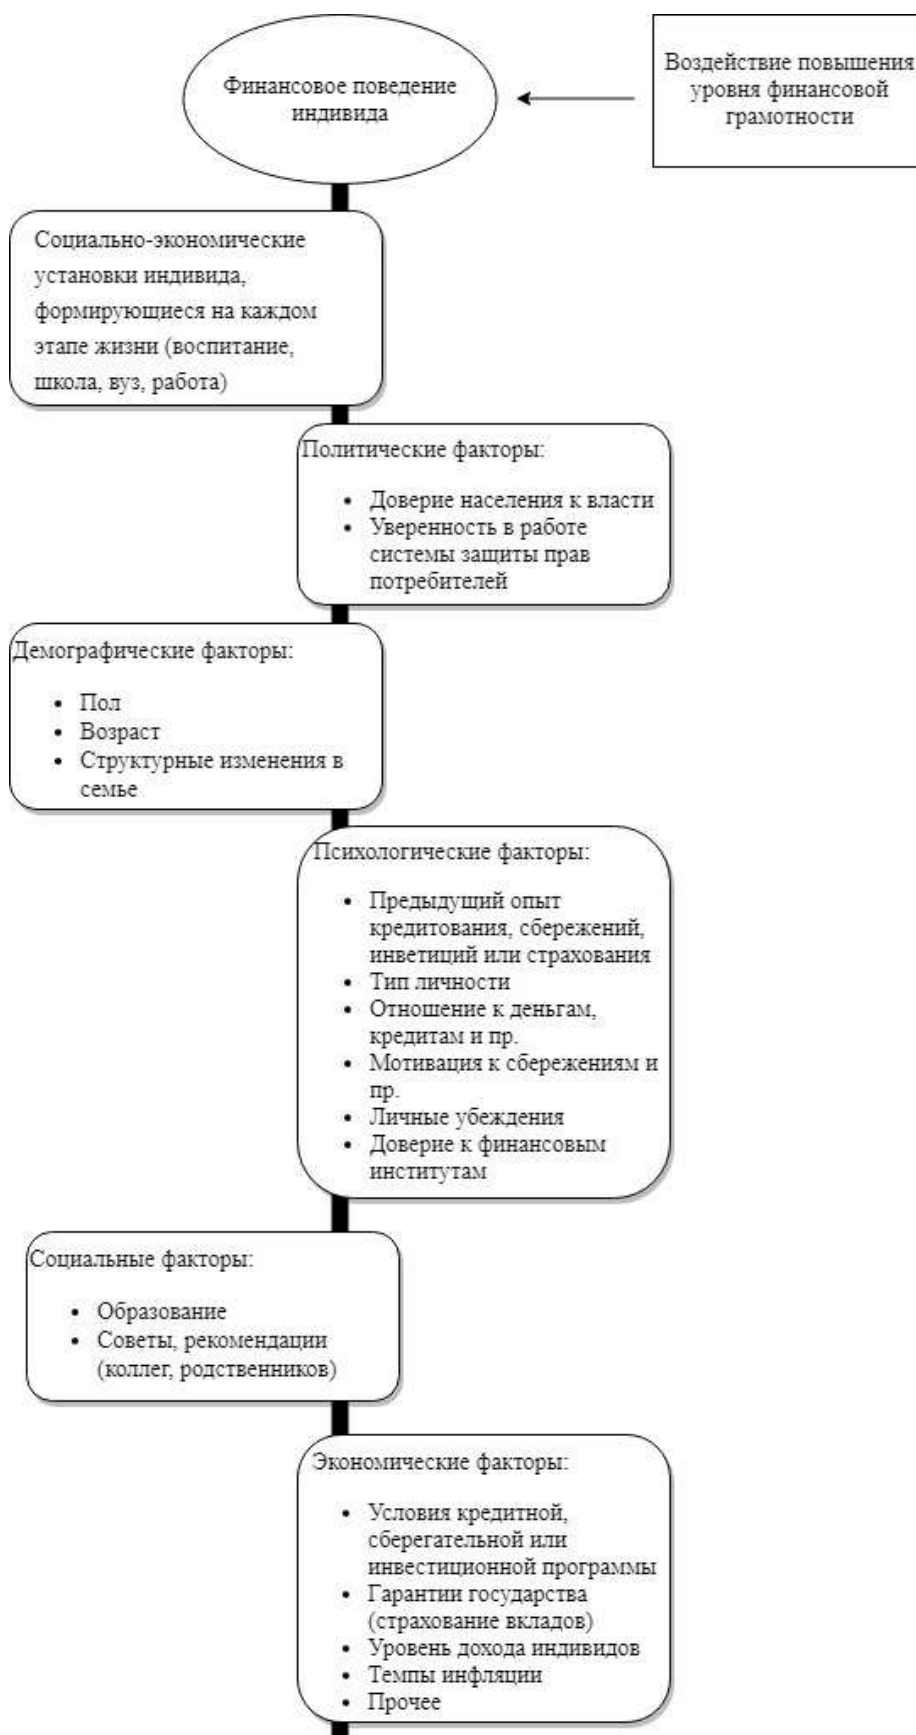 Финансовое поведение
индивида
Воздействие повышения
уровня финансовой
грамотности
Социально-экономические
установки индивида,
формирующиеся на каждом
этапе жизни (воспитание,
школа, вуз, работа)
Политические факторы:
• Доверие населения к власти
• Уверенность в работе
системы защиты прав
потребителей
Демографические факторы:
• Пол
• Возраст
• Структурные изменения в
семье
Психологические факторы:
• Предыдущий опыт
кредитования, сбережений,
инветиций или страхования
• Тип личности
• Отношение к деньгам,
кредитам и пр.
• Мотивация к сбережениям и
пр.
• Личные убеждения
• Доверие к финансовым
институтам
Социальные факторы:
• Образование
• Советы, рекомендации
(коллег, родственников)
Экономические факторы:
• Условия кредитной,
сберегательной или
инвестиционной программы
• Гарантии государства
(страхование вкладов)
• Уровень дохода индивидов
• Темпы инфляции
• Прочее